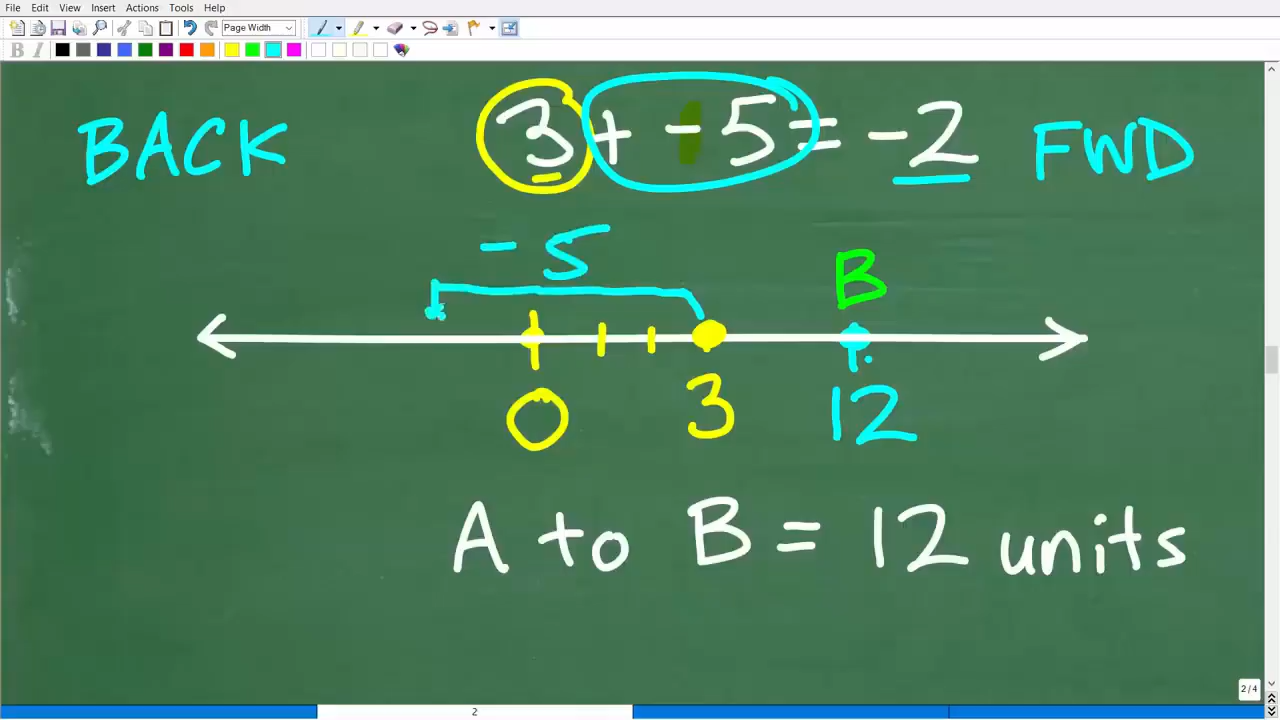 File Edit View Insert Actions Tools Help
Page Width
B I
BACK 3 + - 5 = - 2 FWD
- 5
B
0 3 12
A to B = 12 units
2/4
2